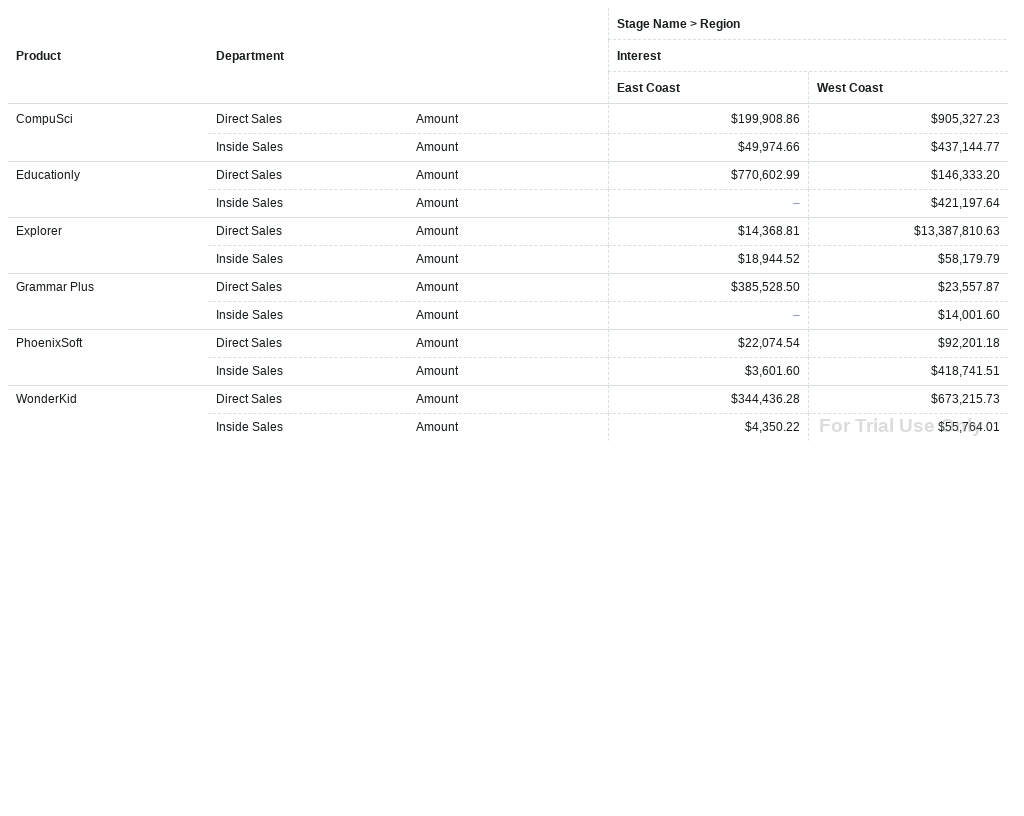 Stage Name > Region
Product Department Interest
East Coast West Coast
CompuSci Direct Sales Amount $199,908.86 $905,327.23
Inside Sales Amount $49,974.66 $437,144.77
Educationly Direct Sales Amount $770,602.99 $146,333.20
Inside Sales Amount – $421,197.64
Explorer Direct Sales Amount $14,368.81 $13,387,810.63
Inside Sales Amount $18,944.52 $58,179.79
Grammar Plus Direct Sales Amount $385,528.50 $23,557.87
Inside Sales Amount – $14,001.60
PhoenixSoft Direct Sales Amount $22,074.54 $92,201.18
Inside Sales Amount $3,601.60 $418,741.51
WonderKid Direct Sales Amount $344,436.28 $673,215.73
Inside Sales Amount $4,350.22 $55,764.01
For Trial Use Only